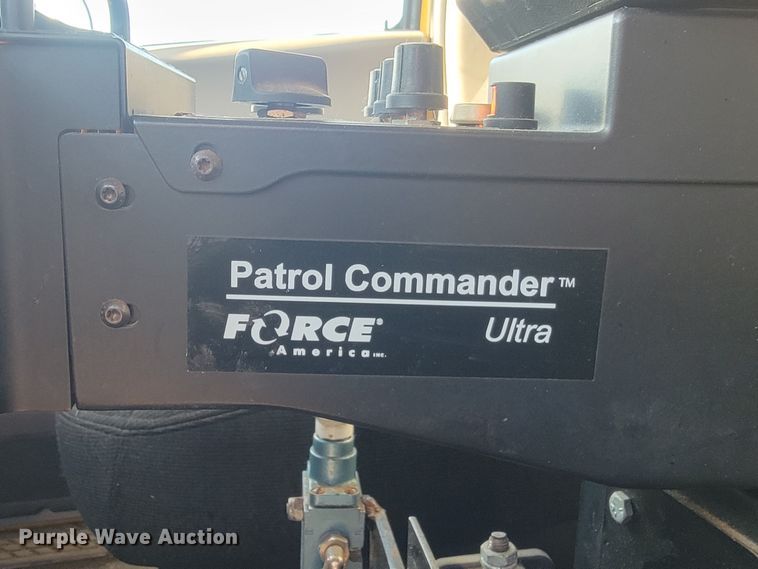 Patrol Commander™
FORCE®
America INC.
Ultra
Purple Wave Auction